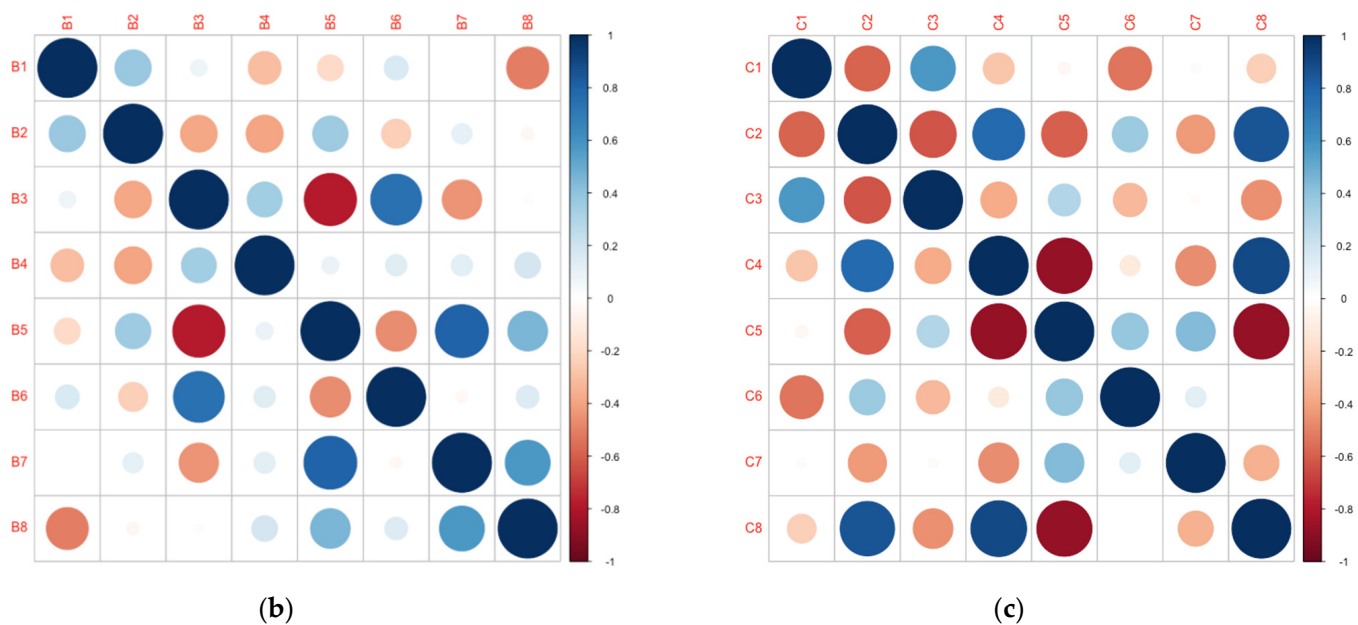 B1 B2 B3 B4 B5 B6 B7 B8
B1
B2
B3
B4
B5
B6
B7
B8
1
0.8
0.6
0.4
0.2
0
-0.2
-0.4
-0.6
-0.8
-1
(b)
C1 C2 C3 C4 C5 C6 C7 C8
C1
C2
C3
C4
C5
C6
C7
C8
1
0.8
0.6
0.4
0.2
0
-0.2
-0.4
-0.6
-0.8
-1
(c)